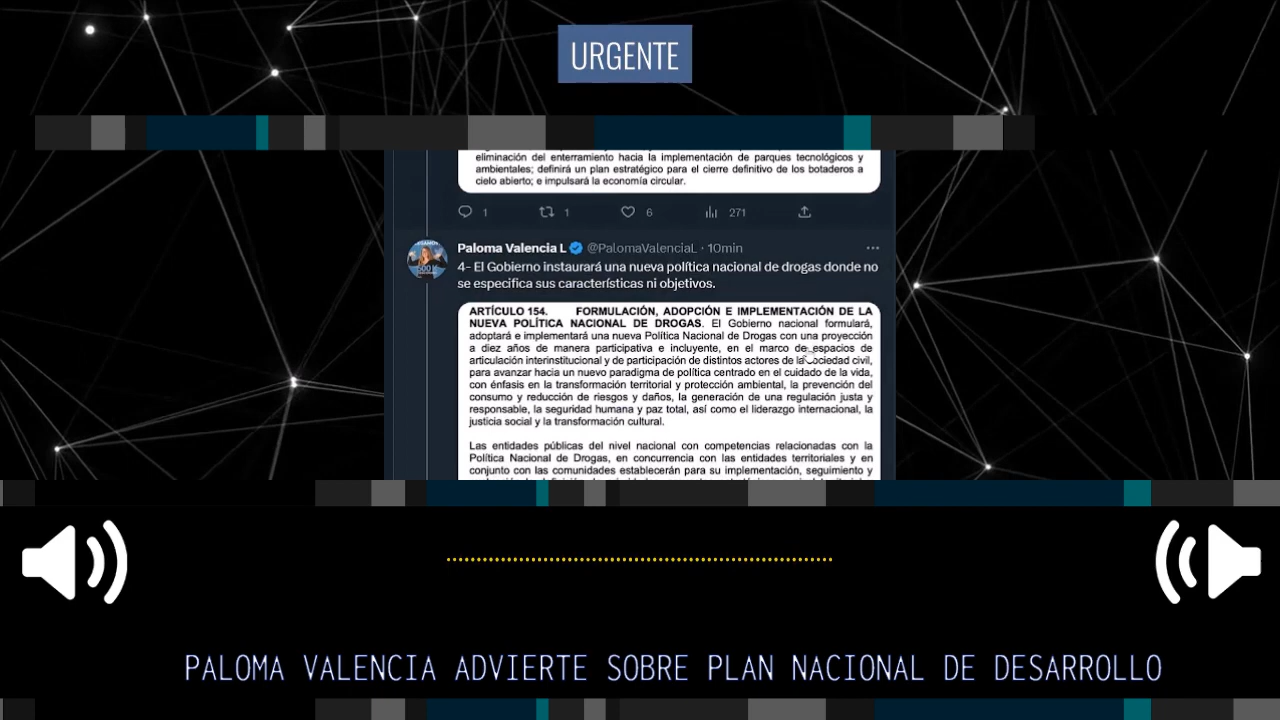 URGENTE
eliminación del enterramiento hacia la implementación de parques tecnológicos y
ambientales; definirá un plan estratégico para el cierre definitivo de los botaderos a
cielo abierto; e impulsará la economía circular.
1 1 6 271
Paloma Valencia L @PalomaValenciaL · 10min
4- El Gobierno instaurará una nueva política nacional de drogas donde no
se especifica sus características ni objetivos.
ARTÍCULO 154. FORMULACIÓN, ADOPCIÓN E IMPLEMENTACIÓN DE LA
NUEVA POLÍTICA NACIONAL DE DROGAS. El Gobierno nacional formulará,
adoptará e implementará una nueva Política Nacional de Drogas con una proyección
a diez años de manera participativa e incluyente, en el marco de espacios de
articulación interinstitucional y de participación de distintos actores de la sociedad civil,
para avanzar hacia un nuevo paradigma de política centrado en el cuidado de la vida,
con énfasis en la transformación territorial y protección ambiental, la prevención del
consumo y reducción de riesgos y daños, la generación de una regulación justa y
responsable, la seguridad humana y paz total, así como el liderazgo internacional, la
justicia social y la transformación cultural.
Las entidades públicas del nivel nacional con competencias relacionadas con la
Política Nacional de Drogas, en concurrencia con las entidades territoriales y en
conjunto con las comunidades establecerán para su implementación, seguimiento y
PALOMA VALENCIA ADVIERTE SOBRE PLAN NACIONAL DE DESARROLLO